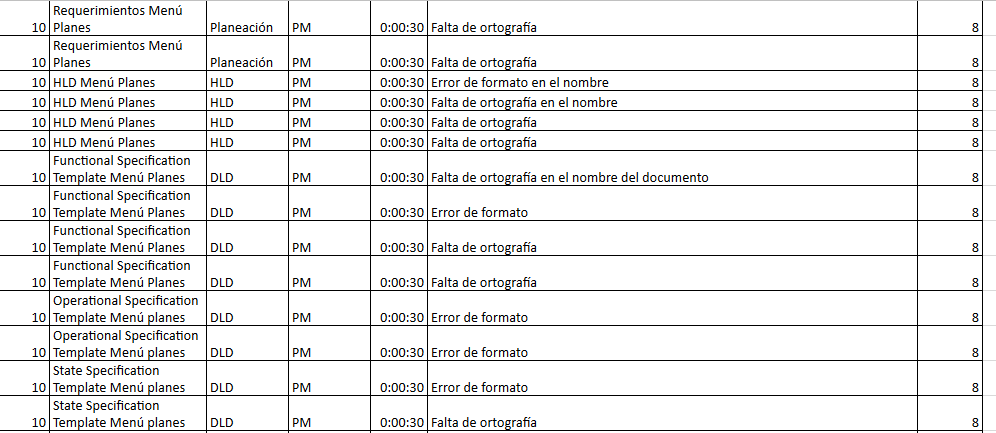 Requerimientos Menú
10 Planes Planeación PM 0:00:30 Falta de ortografía 8
Requerimientos Menú
10 Planes Planeación PM 0:00:30 Falta de ortografía 8
10 HLD Menú Planes HLD PM 0:00:30 Error de formato en el nombre 8
10 HLD Menú Planes HLD PM 0:00:30 Falta de ortografía en el nombre 8
10 HLD Menú Planes HLD PM 0:00:30 Falta de ortografía 8
10 HLD Menú Planes HLD PM 0:00:30 Falta de ortografía 8
Functional Specification
10 Template Menú Planes DLD PM 0:00:30 Falta de ortografía en el nombre del documento 8
Functional Specification
10 Template Menú Planes DLD PM 0:00:30 Error de formato 8
Functional Specification
10 Template Menú Planes DLD PM 0:00:30 Falta de ortografía 8
Functional Specification
10 Template Menú Planes DLD PM 0:00:30 Falta de ortografía 8
Operational Specification
10 Template Menú planes DLD PM 0:00:30 Error de formato 8
Operational Specification
10 Template Menú planes DLD PM 0:00:30 Error de formato 8
State Specification
10 Template Menú planes DLD PM 0:00:30 Error de formato 8
State Specification
10 Template Menú planes DLD PM 0:00:30 Falta de ortografía 8